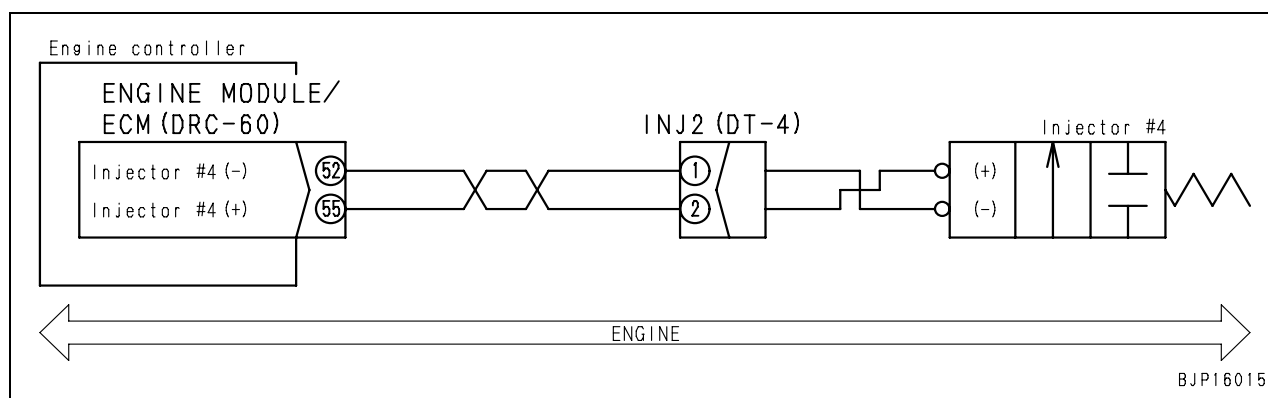 Engine controller
ENGINE MODULE/
ECM (DRC-60)
INJ2 (DT-4)
Injector #4
Injector #4 (-)
52
1
(+)
Injector #4 (+)
55
2
(-)
ENGINE
BJP16015